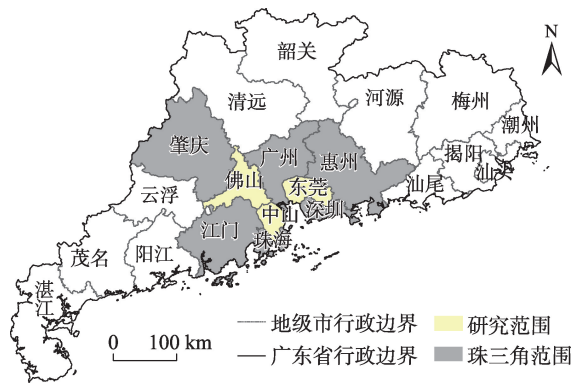 N
韶关
清远
河源
梅州
潮州
肇庆
广州
惠州
揭阳
汕
佛山
东莞
汕尾
云浮
中山
深圳
江门
珠海
茂名
阳江
湛江
地级市行政边界
研究范围
0 100 km
广东省行政边界
珠三角范围